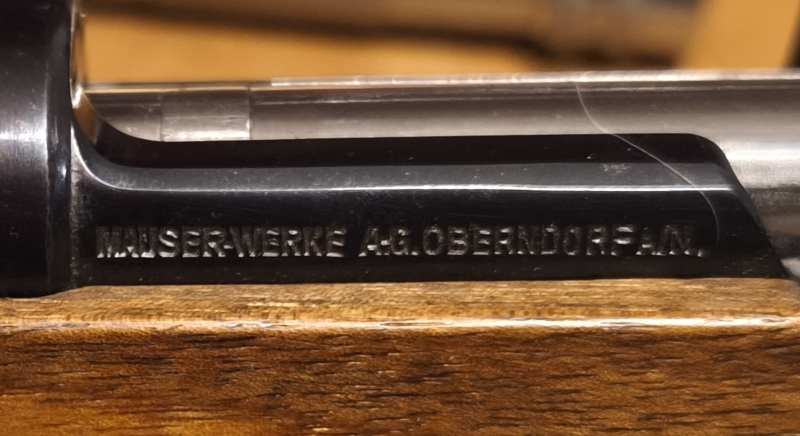 MAUSER-WERKE A-G. OBERNDORF A/N.